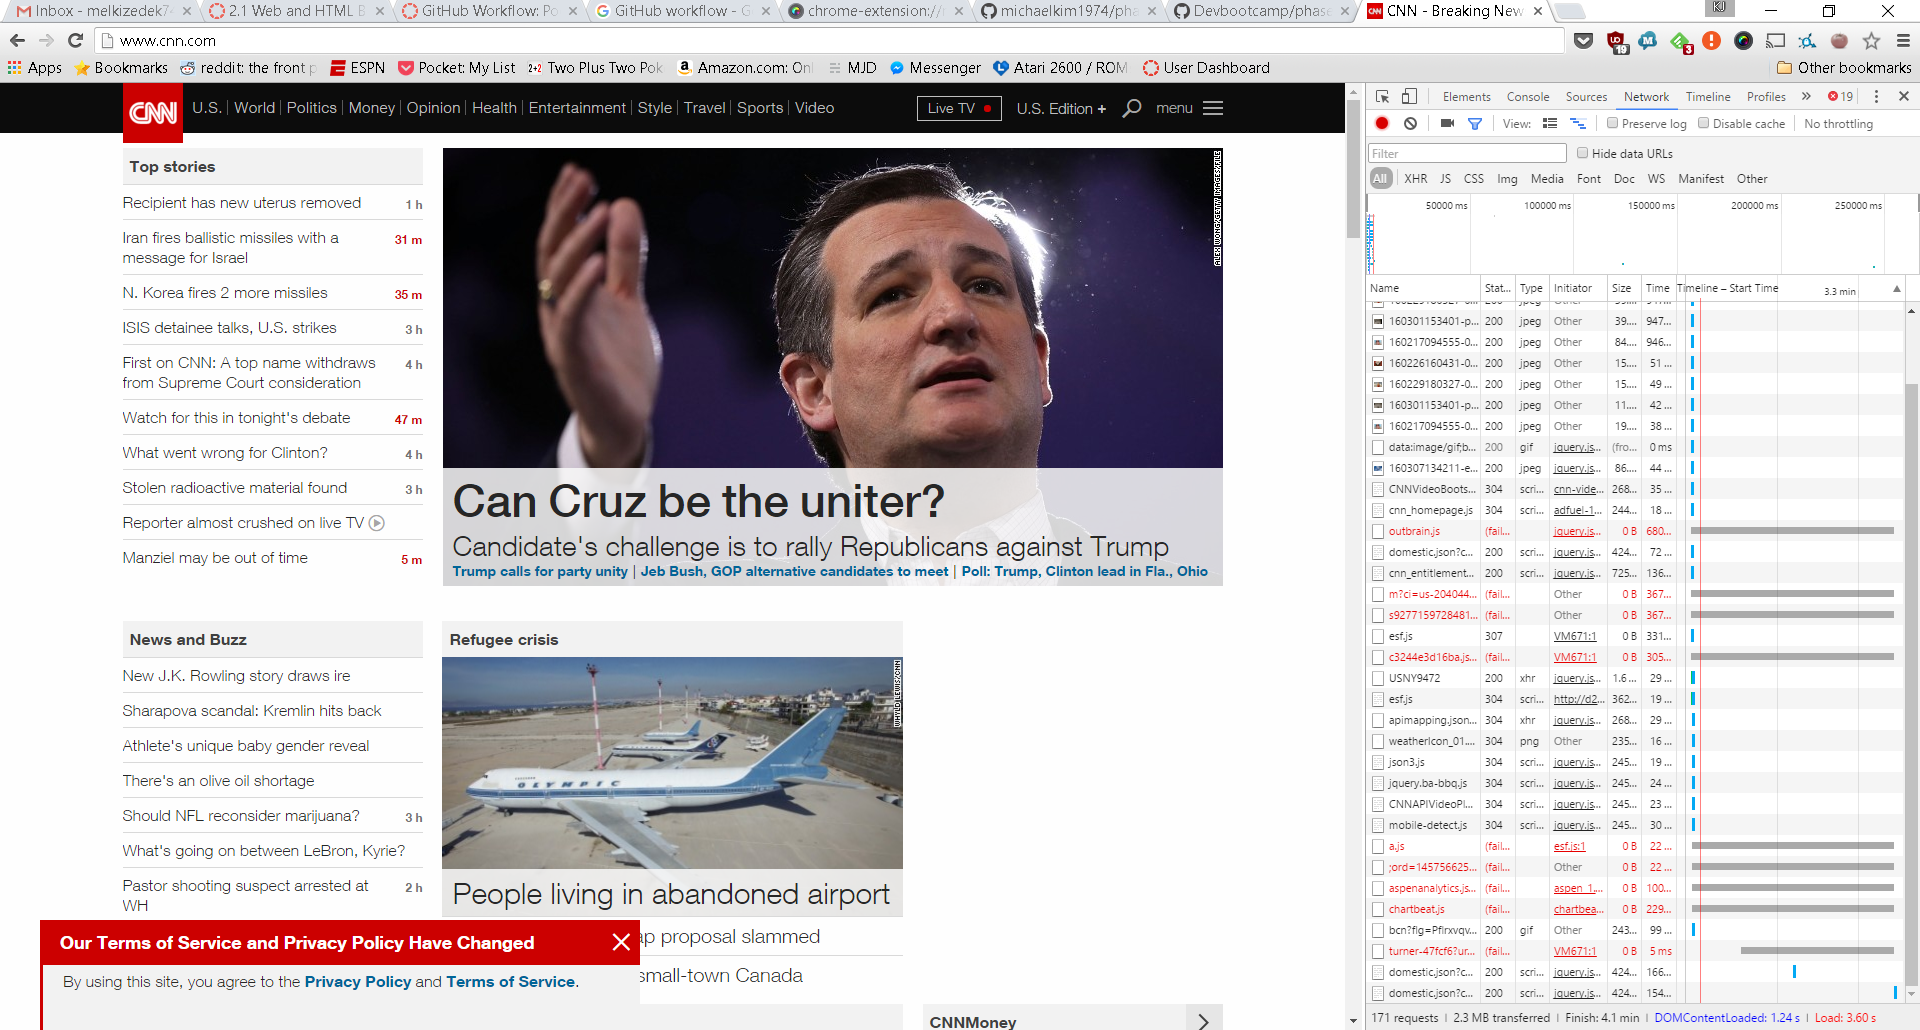 Inbox - melkizedek7
2.1 Web and HTML B
GitHub Workflow: Po
GitHub workflow - G
chrome-extension://
michaelkim1974/pha
Devbootcamp/phase
CNN - Breaking New
KJ
www.cnn.com
19
3
Apps
Bookmarks
reddit: the front p
ESPN
Pocket: My List
2+2 Two Plus Two Pok
Amazon.com: Onl
MJD
Messenger
Atari 2600 / ROM
User Dashboard
Other bookmarks
CNN
U.S. | World | Politics | Money | Opinion | Health | Entertainment | Style | Travel | Sports | Video
Live TV
U.S. Edition +
menu
Top stories
Recipient has new uterus removed 1 h
Iran fires ballistic missiles with a
message for Israel 31 m
N. Korea fires 2 more missiles 35 m
ISIS detainee talks, U.S. strikes 3 h
First on CNN: A top name withdraws
from Supreme Court consideration 4 h
Watch for this in tonight's debate 47 m
What went wrong for Clinton? 4 h
Stolen radioactive material found 3 h
Reporter almost crushed on live TV
Manziel may be out of time 5 m
ALEX WONG/GETTY IMAGES/FILE
Can Cruz be the uniter?
Candidate's challenge is to rally Republicans against Trump
Trump calls for party unity | Jeb Bush, GOP alternative candidates to meet | Poll: Trump, Clinton lead in Fla., Ohio
News and Buzz
New J.K. Rowling story draws ire
Sharapova scandal: Kremlin hits back
Athlete's unique baby gender reveal
There's an olive oil shortage
Should NFL reconsider marijuana? 3 h
What's going on between LeBron, Kyrie?
Pastor shooting suspect arrested at
WH 2 h
Refugee crisis
OLYMPIC
People living in abandoned airport
ap proposal slammed
small-town Canada
CNNMoney
Our Terms of Service and Privacy Policy Have Changed
By using this site, you agree to the Privacy Policy and Terms of Service.
Elements Console Sources Network Timeline Profiles » 19
View: Preserve log Disable cache No throttling
Filter
Hide data URLs
All XHR JS CSS Img Media Font Doc WS Manifest Other
50000 ms 100000 ms 150000 ms 200000 ms 250000 ms
Name Stat... Type Initiator Size Time Timeline – Start Time 3.3 min
160301153401-p... 200 jpeg Other 39.... 947...
160217094555-0... 200 jpeg Other 84.... 946...
160226160431-0... 200 jpeg Other 15.... 51 ...
160229180327-0... 200 jpeg Other 15.... 49 ...
160301153401-p... 200 jpeg Other 11.... 42 ...
160217094555-0... 200 jpeg Other 19.... 38 ...
data:image/gif;b... 200 gif jquery.js... (fro... 0 ms
160307134211-e... 200 jpeg jquery.js... 86.... 44 ...
CNNVideoBoots... 304 scri... cnn-vide... 268... 35 ...
cnn_homepage.js 304 scri... adfuel-1... 244... 18 ...
outbrain.js (fail... jquery.js... 0 B 680...
domestic.json?c... 200 scri... jquery.js... 424... 72 ...
cnn_entitlement... 200 scri... jquery.js... 725... 136...
m?ci=us-204044... (fail... Other 0 B 367...
s9277159728481... (fail... Other 0 B 367...
esf.js 307 VM671:1 0 B 331...
c3244e3d16ba.js... (fail... VM671:1 0 B 305...
USNY9472 200 xhr jquery.js... 1.6 ... 29 ...
esf.js 304 scri... http://d2... 362... 19 ...
apimapping.json... 304 xhr jquery.js... 268... 29 ...
weatherIcon_01.... 304 png Other 235... 16 ...
json3.js 304 scri... jquery.js... 245... 19 ...
jquery.ba-bbq.js 304 scri... jquery.js... 245... 24 ...
CNNAPIVideoPl... 304 scri... jquery.js... 245... 23 ...
mobile-detect.js 304 scri... jquery.js... 245... 30 ...
a.js (fail... esf.js:1 0 B 22 ...
;ord=145756625... (fail... Other 0 B 22 ...
aspenanalytics.js... (fail... aspen_1.... 0 B 100...
chartbeat.js (fail... chartbea... 0 B 229...
bcn?flg=Pflrxvqv... 200 gif Other 243... 99 ...
turner-47fcf6?ur... (fail... VM671:1 0 B 5 ms
domestic.json?c... 200 scri... jquery.js... 424... 166...
domestic.json?c... 200 scri... jquery.js... 424... 154...
171 requests | 2.3 MB transferred | Finish: 4.1 min | DOMContentLoaded: 1.24 s | Load: 3.60 s